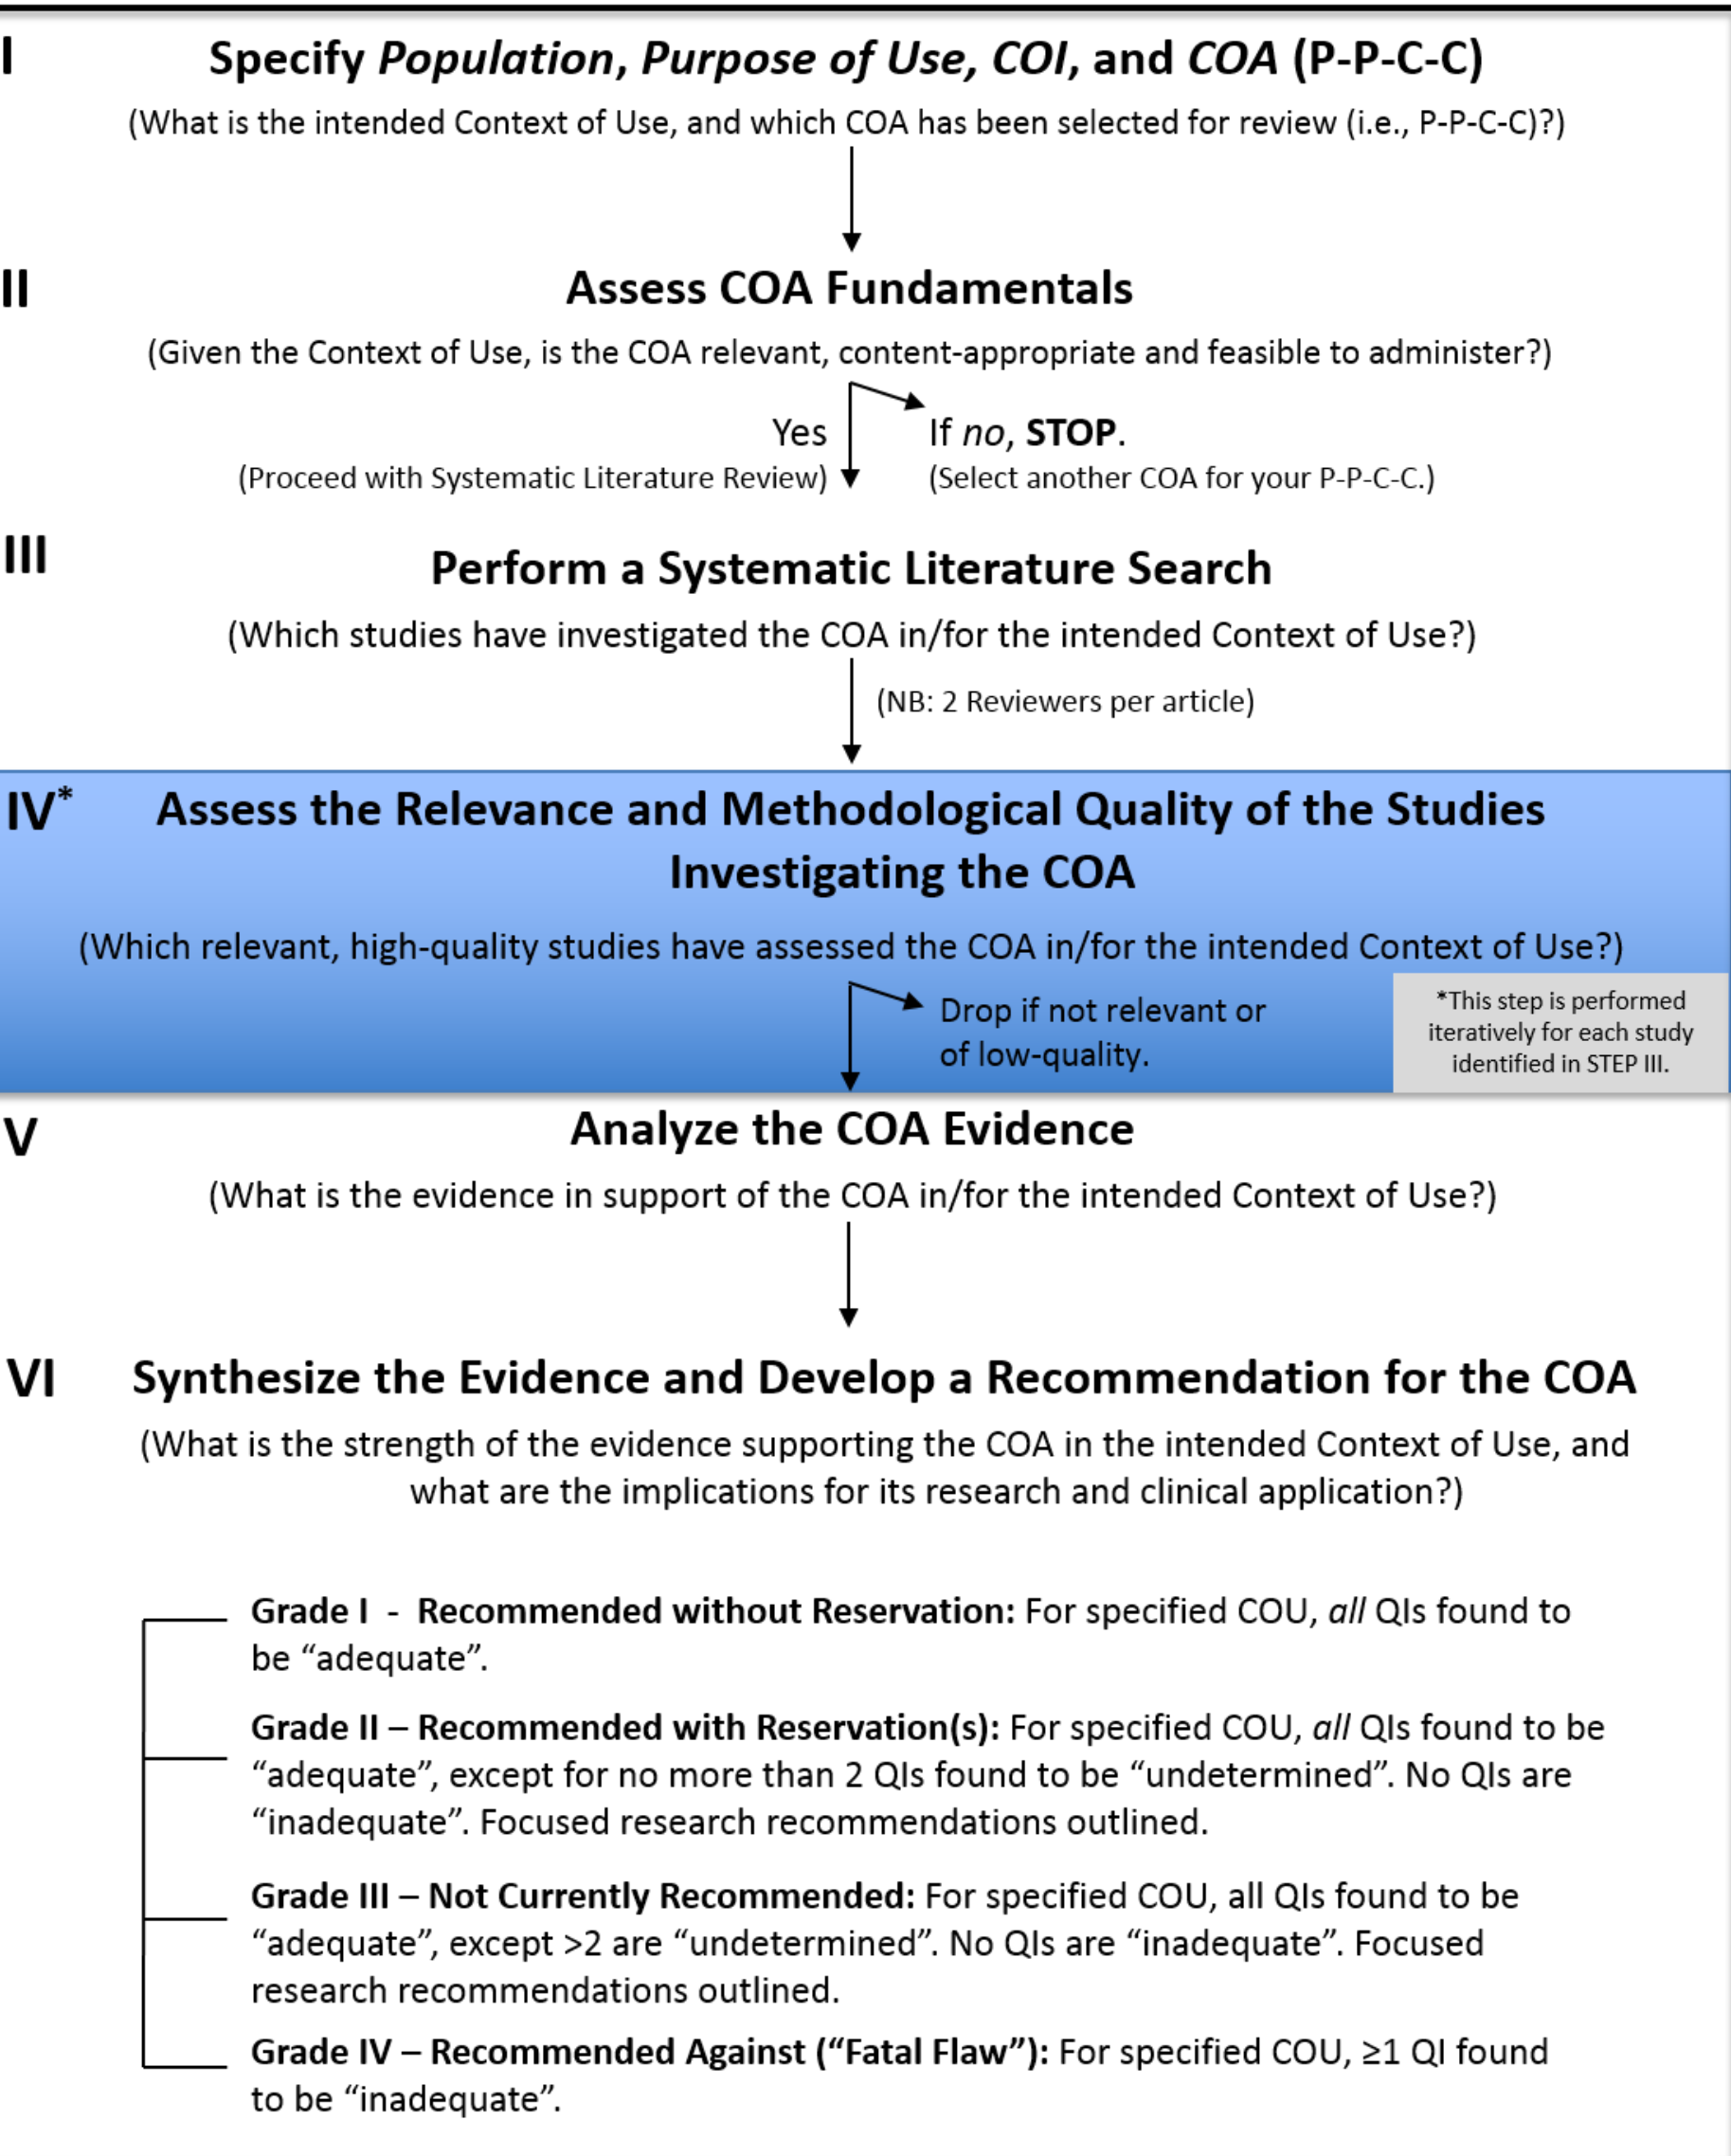 I
Specify Population, Purpose of Use, COI, and COA (P-P-C-C)
(What is the intended Context of Use, and which COA has been selected for review (i.e., P-P-C-C)?)
II
Assess COA Fundamentals
(Given the Context of Use, is the COA relevant, content-appropriate and feasible to administer?)
Yes
(Proceed with Systematic Literature Review)
If no, STOP.
(Select another COA for your P-P-C-C.)
III
Perform a Systematic Literature Search
(Which studies have investigated the COA in/for the intended Context of Use?)
(NB: 2 Reviewers per article)
IV*
Assess the Relevance and Methodological Quality of the Studies
Investigating the COA
(Which relevant, high-quality studies have assessed the COA in/for the intended Context of Use?)
Drop if not relevant or
of low-quality.
*This step is performed
iteratively for each study
identified in STEP III.
V
Analyze the COA Evidence
(What is the evidence in support of the COA in/for the intended Context of Use?)
VI
Synthesize the Evidence and Develop a Recommendation for the COA
(What is the strength of the evidence supporting the COA in the intended Context of Use, and
what are the implications for its research and clinical application?)
Grade I - Recommended without Reservation: For specified COU, all QIs found to
be “adequate”.
Grade II – Recommended with Reservation(s): For specified COU, all QIs found to be
“adequate”, except for no more than 2 QIs found to be “undetermined”. No QIs are
“inadequate”. Focused research recommendations outlined.
Grade III – Not Currently Recommended: For specified COU, all QIs found to be
“adequate”, except >2 are “undetermined”. No QIs are “inadequate”. Focused
research recommendations outlined.
Grade IV – Recommended Against (“Fatal Flaw”): For specified COU, ≥1 QI found
to be “inadequate”.